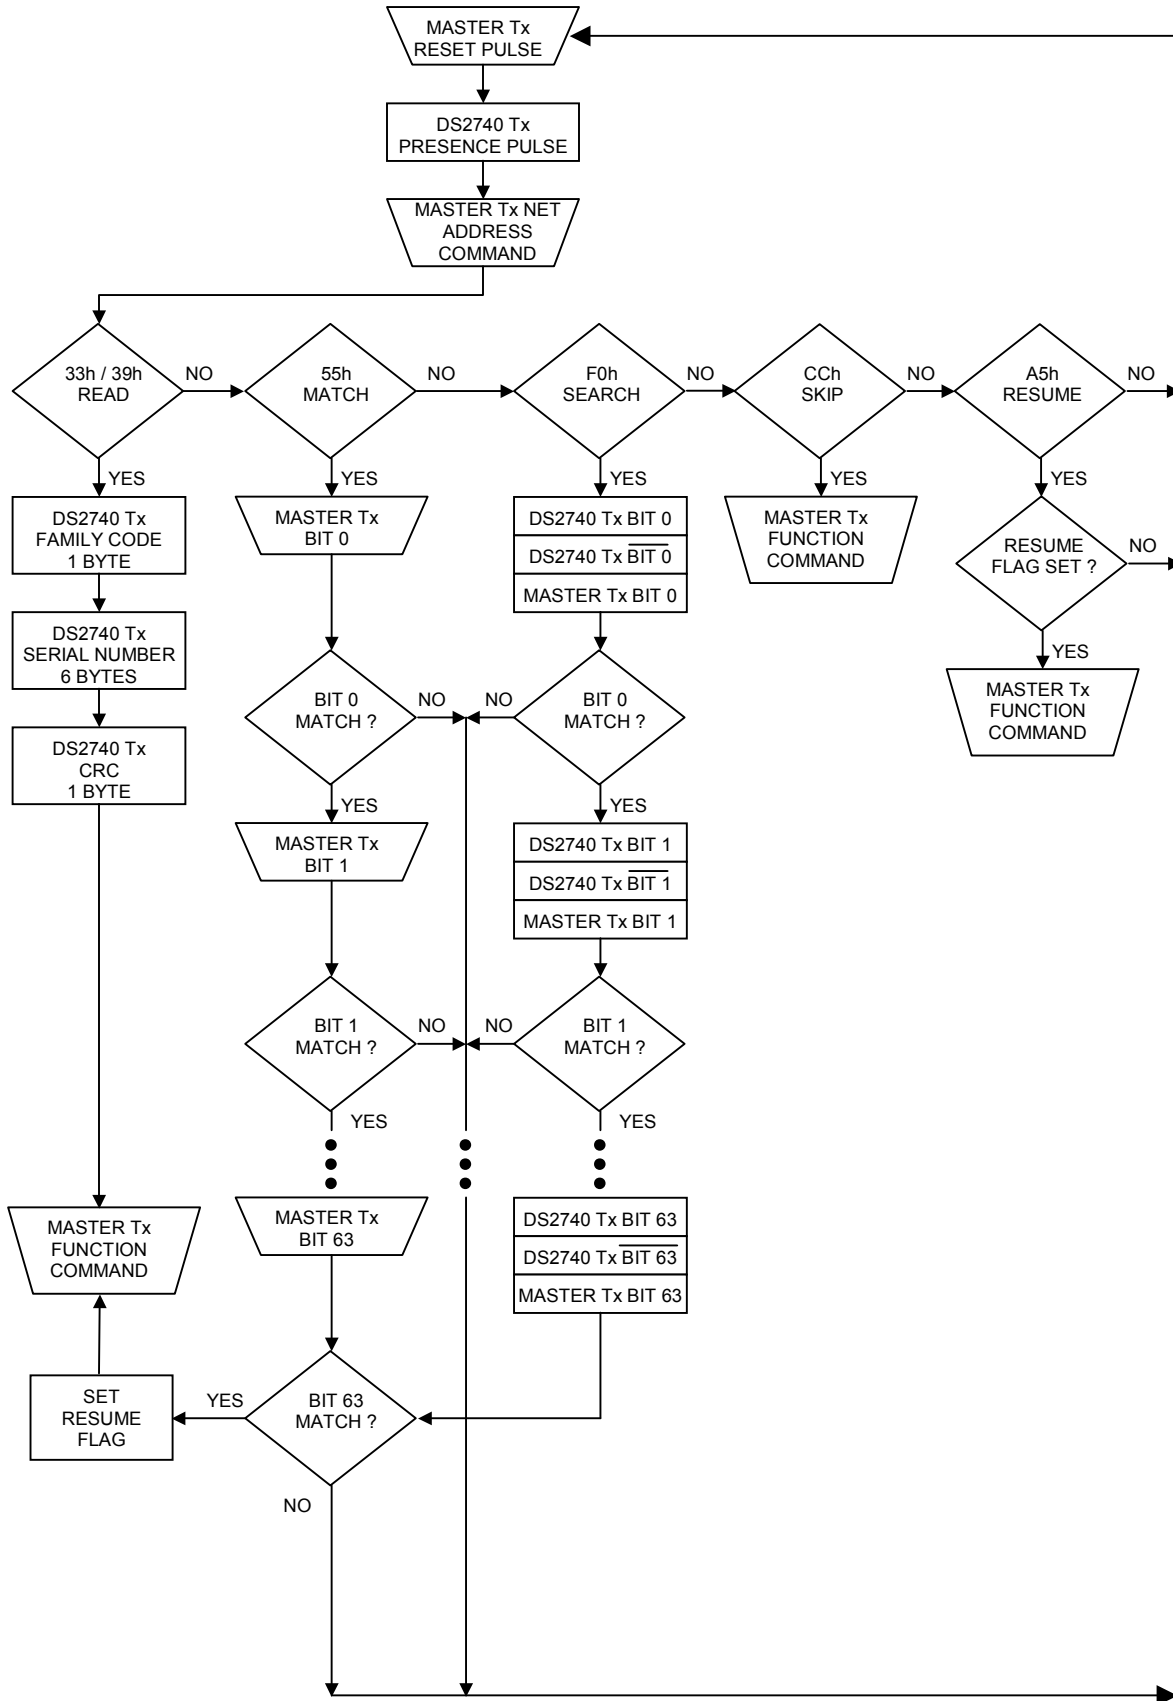 MASTER Tx
RESET PULSE
DS2740 Tx
PRESENCE PULSE
MASTER Tx NET
ADDRESS
COMMAND
33h / 39h
READ
NO
55h
MATCH
NO
F0h
SEARCH
NO
CCh
SKIP
NO
A5h
RESUME
NO
YES
YES
YES
YES
YES
DS2740 Tx
FAMILY CODE
1 BYTE
MASTER Tx
BIT 0
DS2740 Tx BIT 0
DS2740 Tx BIT 0
MASTER Tx BIT 0
MASTER Tx
FUNCTION
COMMAND
RESUME
FLAG SET ?
NO
YES
DS2740 Tx
SERIAL NUMBER
6 BYTES
BIT 0
MATCH ?
NO
NO
BIT 0
MATCH ?
MASTER Tx
FUNCTION
COMMAND
DS2740 Tx
CRC
1 BYTE
YES
YES
MASTER Tx
BIT 1
DS2740 Tx BIT 1
DS2740 Tx BIT 1
MASTER Tx BIT 1
BIT 1
MATCH ?
NO
NO
BIT 1
MATCH ?
YES
YES
MASTER Tx
FUNCTION
COMMAND
MASTER Tx
BIT 63
DS2740 Tx BIT 63
DS2740 Tx BIT 63
MASTER Tx BIT 63
SET
RESUME
FLAG
YES
BIT 63
MATCH ?
NO